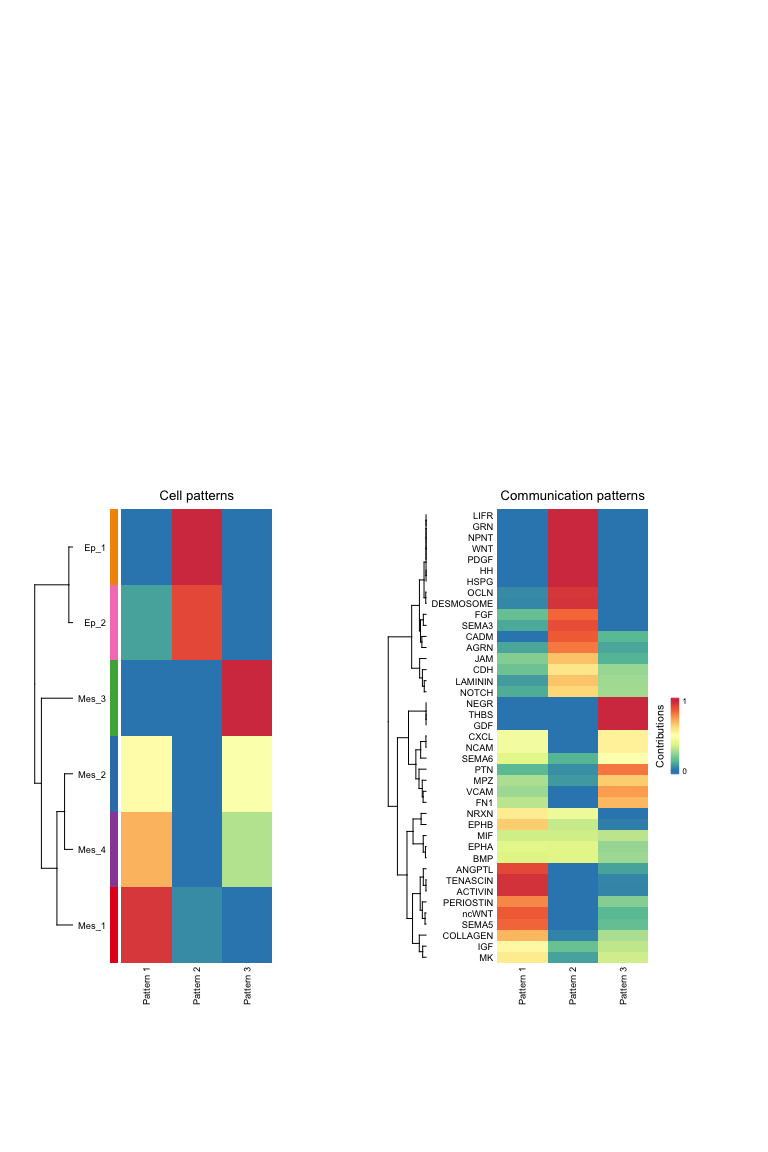 Cell patterns
Ep_1
Ep_2
Mes_3
Mes_2
Mes_4
Mes_1
Pattern 1
Pattern 2
Pattern 3
Communication patterns
LIFR
GRN
NPNT
WNT
PDGF
HH
HSPG
OCLN
DESMOSOME
FGF
SEMA3
CADM
AGRN
JAM
CDH
LAMININ
NOTCH
NEGR
THBS
GDF
CXCL
NCAM
SEMA6
PTN
MPZ
VCAM
FN1
NRXN
EPHB
MIF
EPHA
BMP
ANGPTL
TENASCIN
ACTIVIN
PERIOSTIN
ncWNT
SEMA5
COLLAGEN
IGF
MK
Pattern 1
Pattern 2
Pattern 3
Contributions
1
0